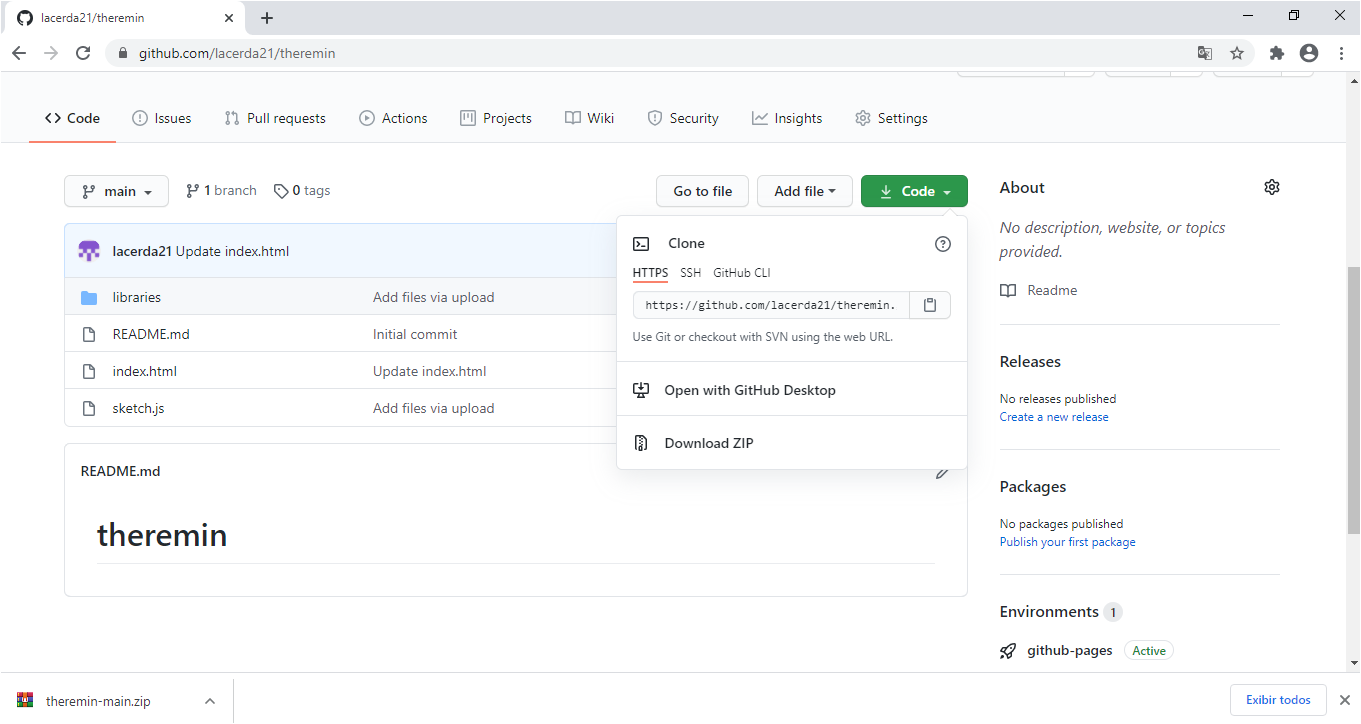 lacerda21/theremin
github.com/lacerda21/theremin
Code Issues Pull requests Actions Projects Wiki Security Insights Settings
main 1 branch 0 tags Go to file Add file Code
lacerda21 Update index.html
libraries Add files via upload
README.md Initial commit
index.html Update index.html
sketch.js Add files via upload
Clone
HTTPS SSH GitHub CLI
https://github.com/lacerda21/theremin.
Use Git or checkout with SVN using the web URL.
Open with GitHub Desktop
Download ZIP
README.md
theremin
About
No description, website, or topics
provided.
Readme
Releases
No releases published
Create a new release
Packages
No packages published
Publish your first package
Environments 1
github-pages Active
theremin-main.zip
Exibir todos